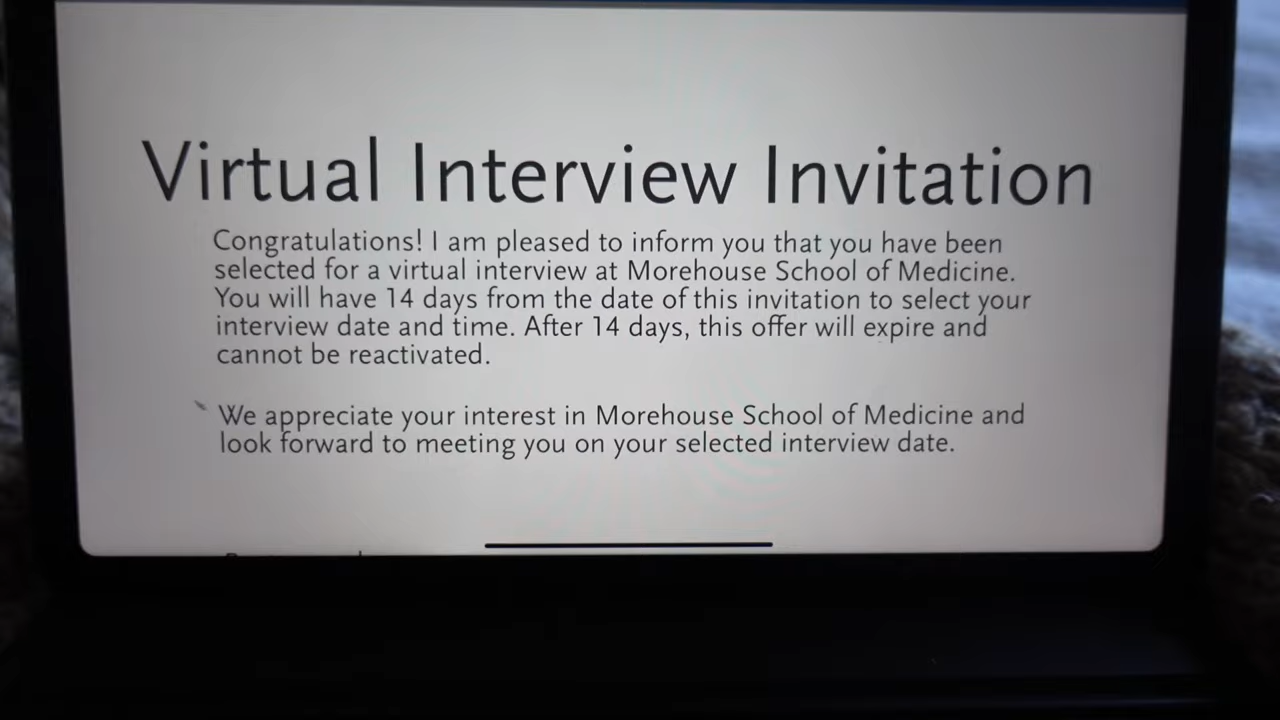 Virtual Interview Invitation
Congratulations! I am pleased to inform you that you have been
selected for a virtual interview at Morehouse School of Medicine.
You will have 14 days from the date of this invitation to select your
interview date and time. After 14 days, this offer will expire and
cannot be reactivated.
We appreciate your interest in Morehouse School of Medicine and
look forward to meeting you on your selected interview date.